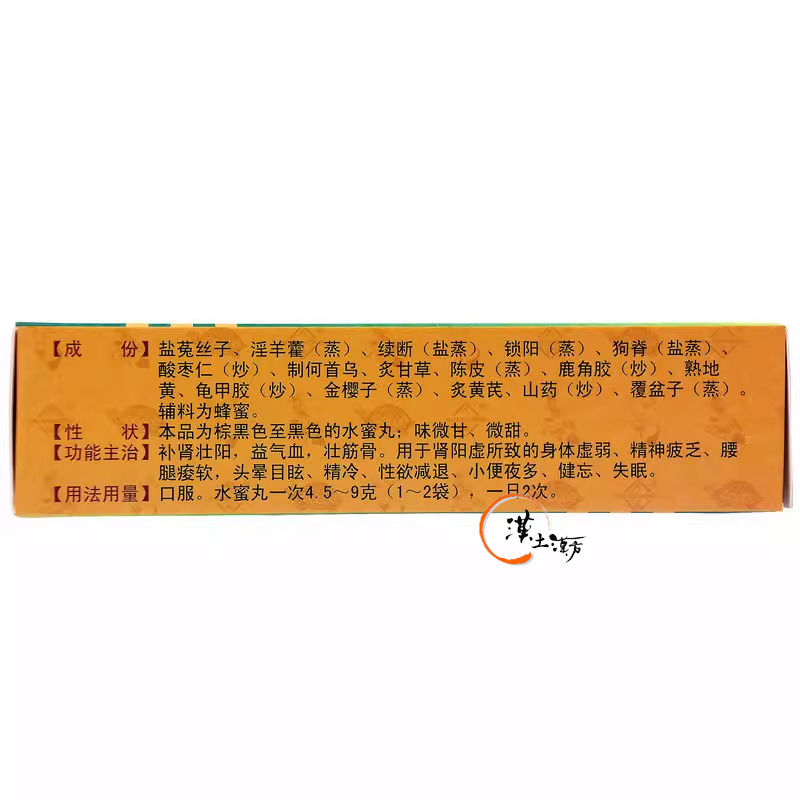 【成 份】盐菟丝子、淫羊藿（蒸）、续断（盐蒸）、锁阳（蒸）、狗脊（盐蒸）、
酸枣仁（炒）、制何首乌、炙甘草、陈皮（蒸）、鹿角胶（炒）、熟地
黄、龟甲胶（炒）、金樱子（蒸）、炙黄芪、山药（炒）、覆盆子（蒸）。
辅料为蜂蜜。
【性 状】本品为棕黑色至黑色的水蜜丸；味微甘、微甜。
【功能主治】补肾壮阳，益气血，壮筋骨。用于肾阳虚所致的身体虚弱、精神疲乏、腰
腿痠软，头晕目眩、精冷、性欲减退、小便夜多、健忘、失眠。
【用法用量】口服。水蜜丸一次4.5～9克（1～2袋），一日2次。
漢土漢方